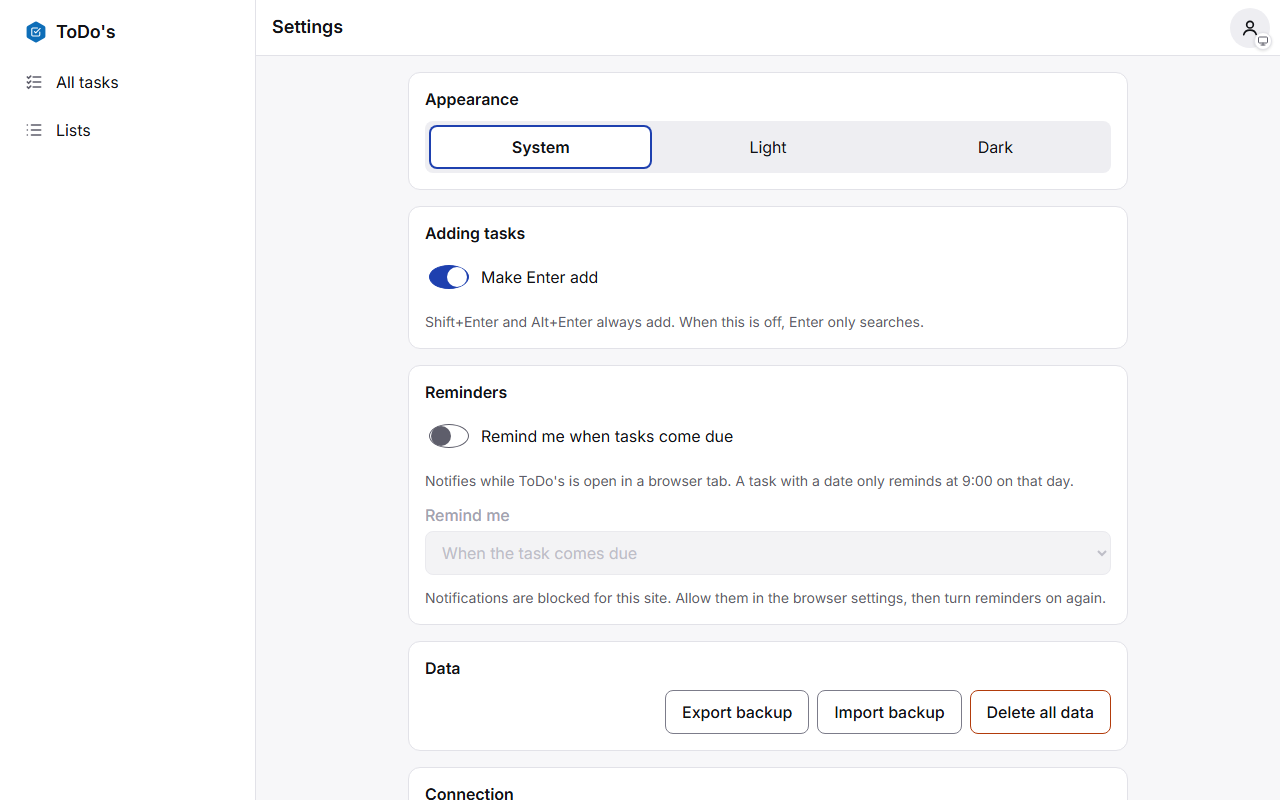 ToDo's
Settings
All tasks
Lists
Appearance
System
Light
Dark
Adding tasks
Make Enter add
Shift+Enter and Alt+Enter always add. When this is off, Enter only searches.
Reminders
Remind me when tasks come due
Notifies while ToDo's is open in a browser tab. A task with a date only reminds at 9:00 on that day.
Remind me
When the task comes due
Notifications are blocked for this site. Allow them in the browser settings, then turn reminders on again.
Data
Export backup
Import backup
Delete all data
Connection